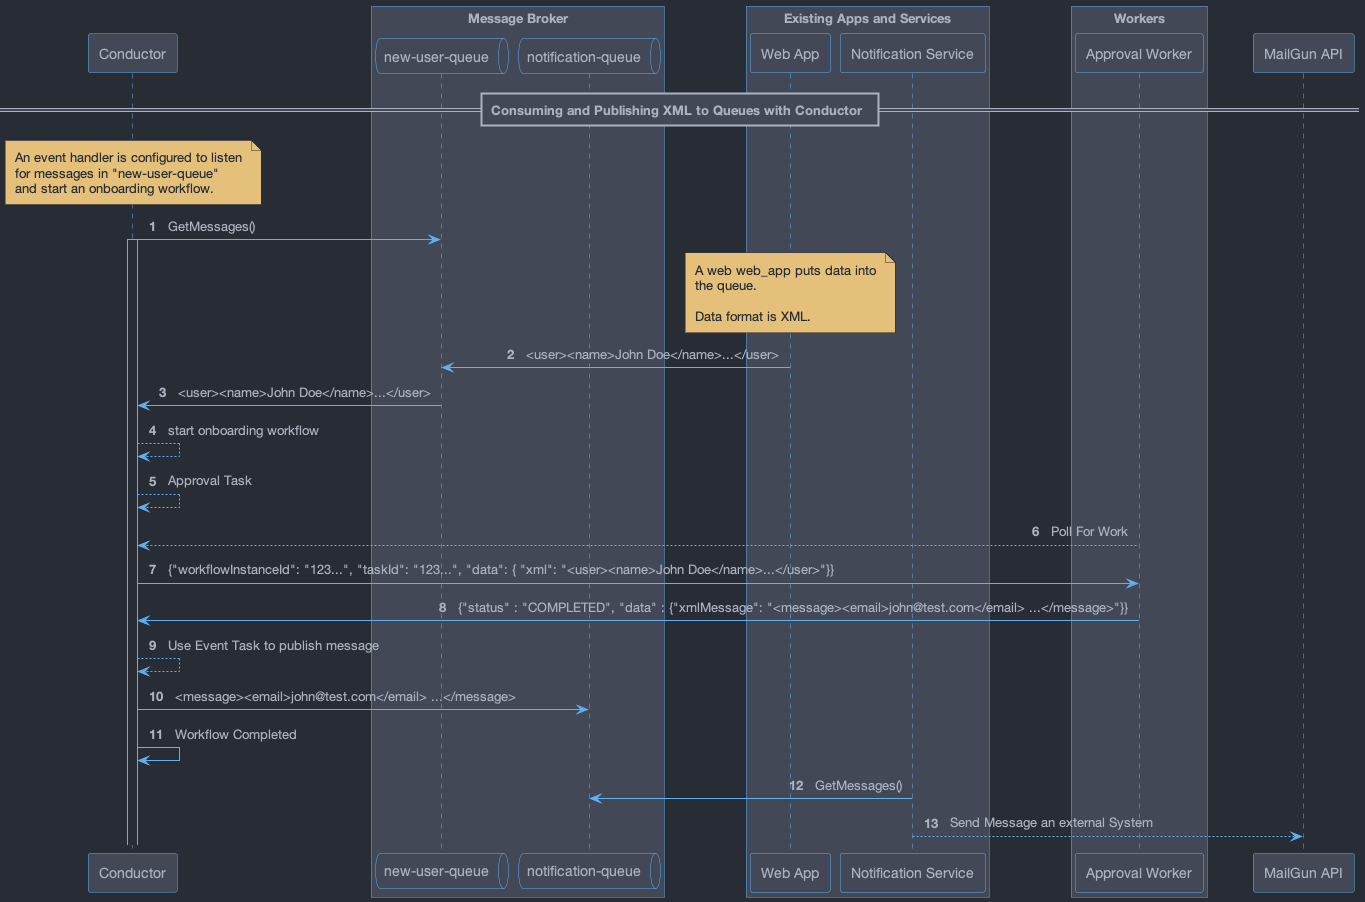 Message Broker
Existing Apps and Services
Workers
Conductor
new-user-queue
notification-queue
Web App
Notification Service
Approval Worker
MailGun API
Consuming and Publishing XML to Queues with Conductor
An event handler is configured to listen
for messages in "new-user-queue"
and start an onboarding workflow.
1 GetMessages()
A web web_app puts data into
the queue.
Data format is XML.
2 <user><name>John Doe</name>...</user>
3 <user><name>John Doe</name>...</user>
4 start onboarding workflow
5 Approval Task
6 Poll For Work
7 {"workflowInstanceId": "123...", "taskId": "123...", "data": { "xml": "<user><name>John Doe</name>...</user>"}}
8 {"status" : "COMPLETED", "data" : {"xmlMessage": "<message><email>john@test.com</email> ...</message>"}}
9 Use Event Task to publish message
10 <message><email>john@test.com</email> ...</message>
11 Workflow Completed
12 GetMessages()
13 Send Message an external System
Conductor
new-user-queue
notification-queue
Web App
Notification Service
Approval Worker
MailGun API